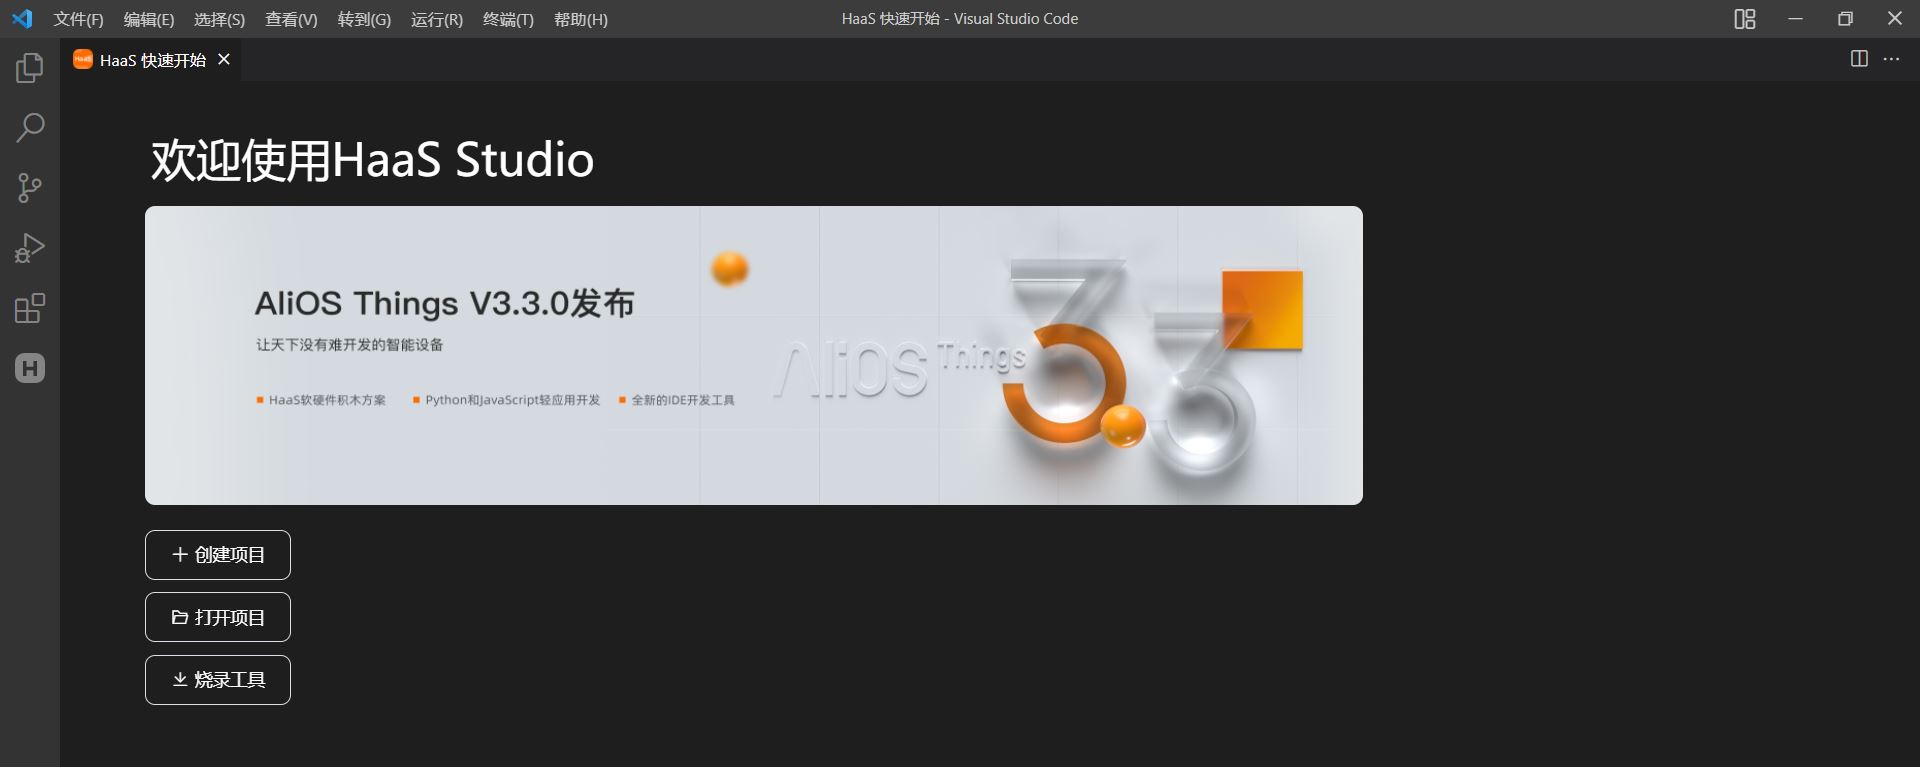 文件(F) 编辑(E) 选择(S) 查看(V) 转到(G) 运行(R) 终端(T) 帮助(H) HaaS 快速开始 - Visual Studio Code
HaaS 快速开始
欢迎使用HaaS Studio
AliOS Things V3.3.0发布
让天下没有难开发的智能设备
AliOS Things
HaaS软硬件积木方案 Python和JavaScript轻应用开发 全新的IDE开发工具
3.3
创建项目
打开项目
烧录工具
H